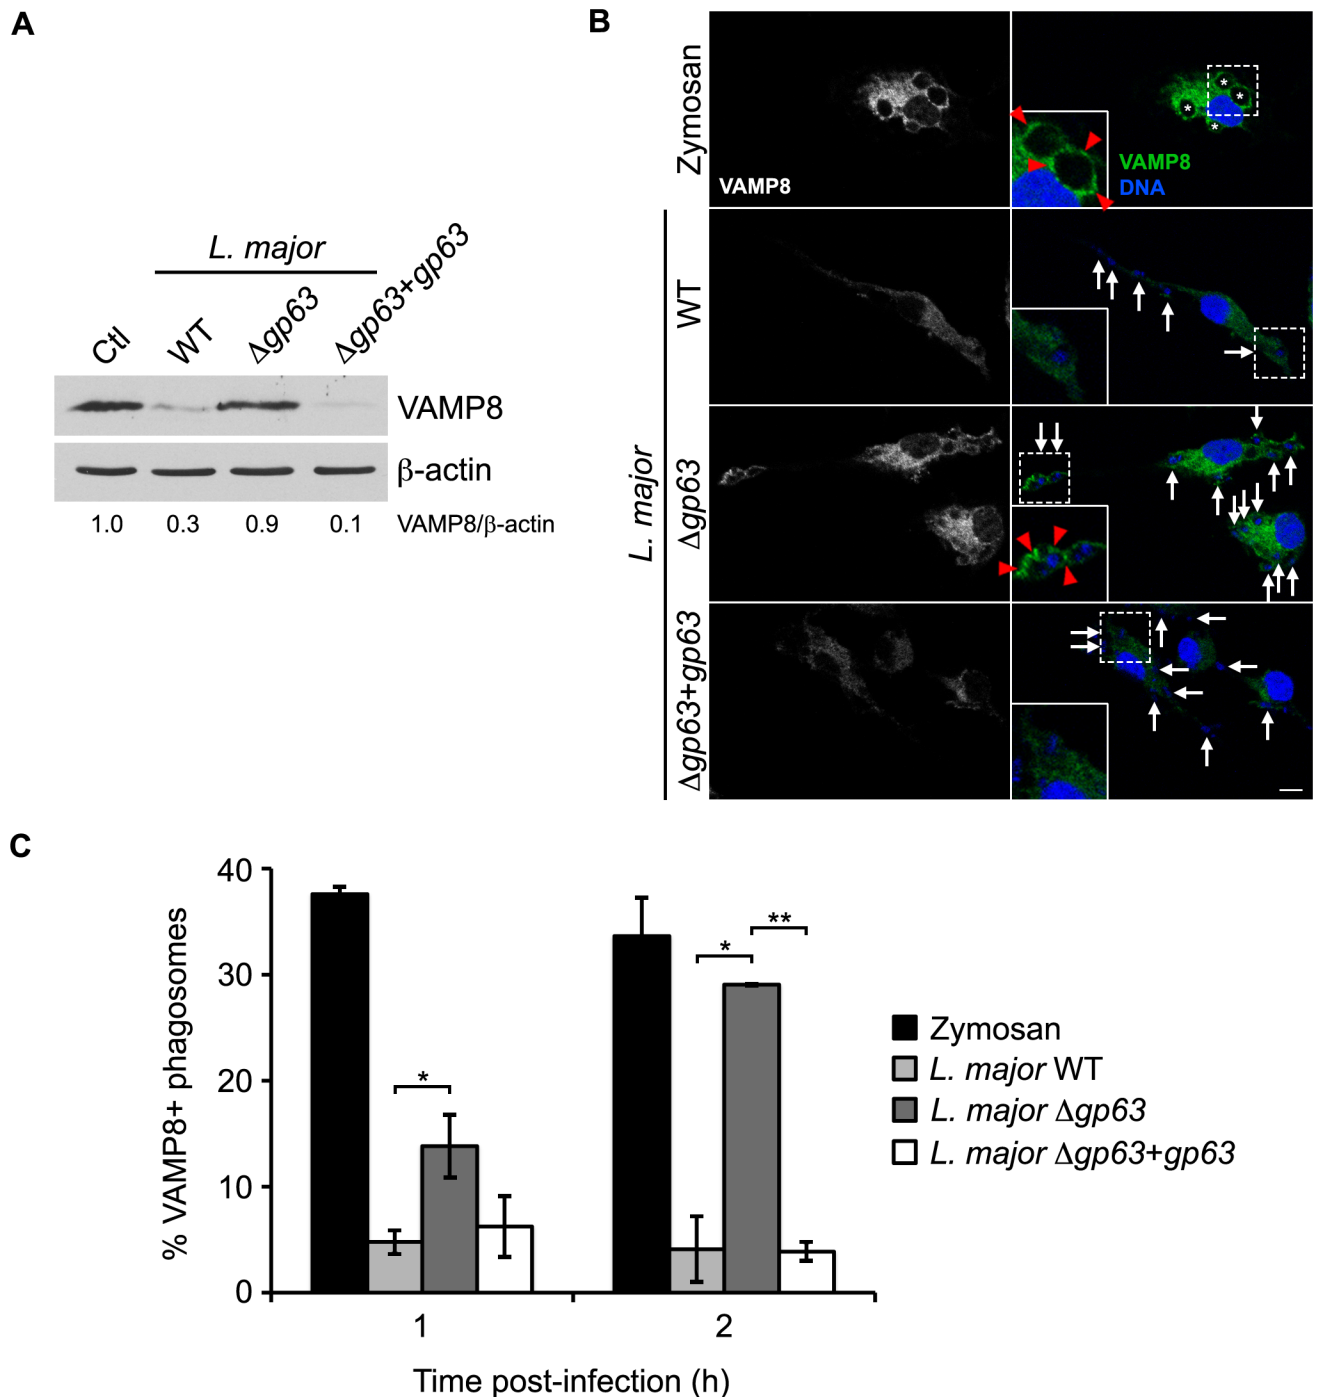 A
L. major
Ctl
WT
Δgp63
Δgp63+gp63
VAMP8
β-actin
1.0 0.3 0.9 0.1 VAMP8/β-actin
B
Zymosan
VAMP8
* * * *
VAMP8
DNA
L. major
WT
Δgp63
Δgp63+gp63
C
% VAMP8+ phagosomes
40
30
20
10
0
*
*
**
1 2
Time post-infection (h)
Zymosan
L. major WT
L. major Δgp63
L. major Δgp63+gp63